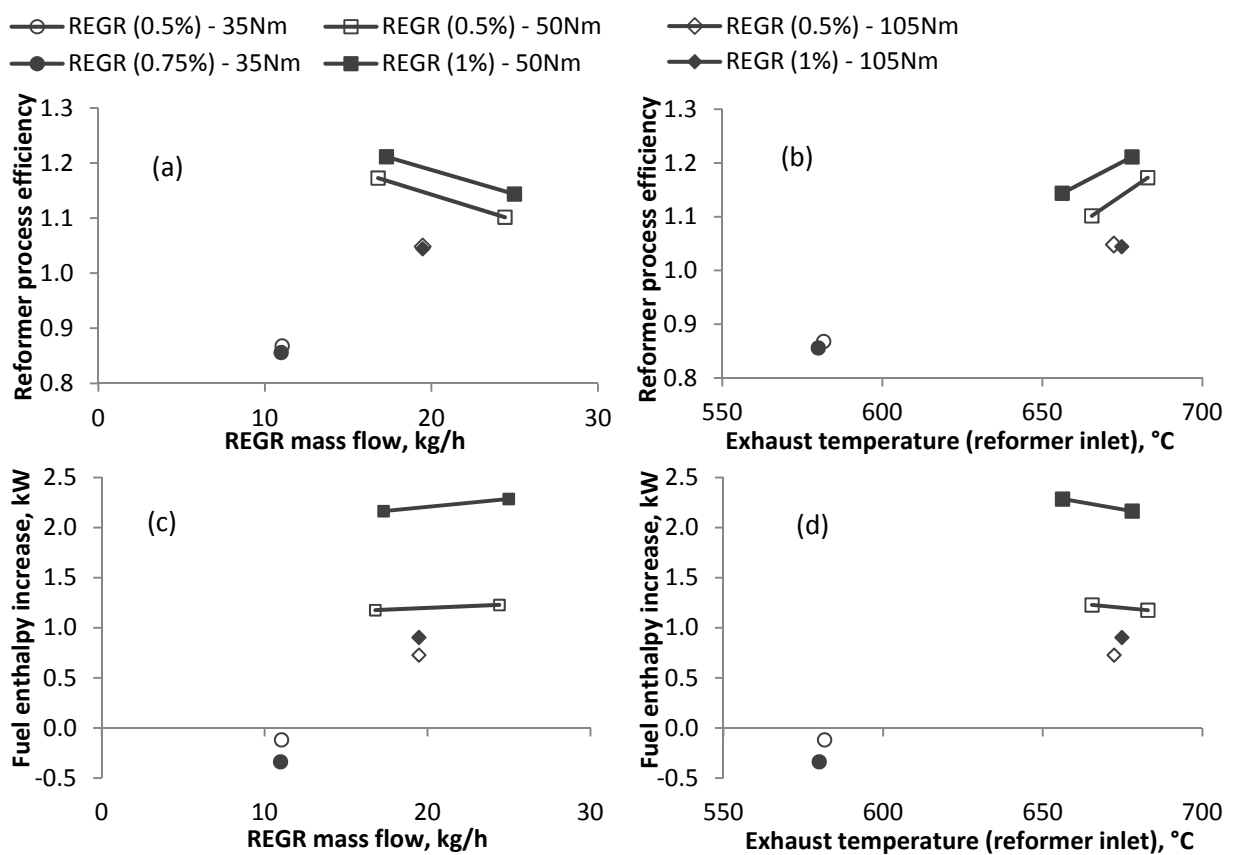 REGR (0.5%) - 35Nm REGR (0.5%) - 50Nm REGR (0.5%) - 105Nm
REGR (0.75%) - 35Nm REGR (1%) - 50Nm REGR (1%) - 105Nm
Reformer process efficiency
1.3
1.2
1.1
1.0
0.9
0.8
(a)
0 10 20 30
REGR mass flow, kg/h
Reformer process efficiency
1.3
1.2
1.1
1.0
0.9
0.8
(b)
550 600 650 700
Exhaust temperature (reformer inlet), °C
Fuel enthalpy increase, kW
2.5
2.0
1.5
1.0
0.5
0.0
-0.5
(c)
0 10 20 30
REGR mass flow, kg/h
Fuel enthalpy increase, kW
2.5
2.0
1.5
1.0
0.5
0.0
-0.5
(d)
550 600 650 700
Exhaust temperature (reformer inlet), °C